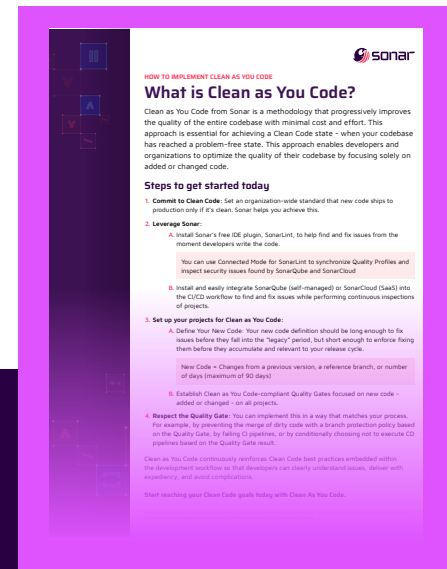 sonar
HOW TO IMPLEMENT CLEAN AS YOU CODE
What is Clean as You Code?
Clean as You Code from Sonar is a methodology that progressively improves
the quality of the entire codebase with minimal cost and effort. This
approach is essential for achieving a Clean Code state - when your codebase
has reached a problem-free state. This approach enables developers and
organizations to optimize the quality of their codebase by focusing solely on
added or changed code.
Steps to get started today
1. Commit to Clean Code: Set an organization-wide standard that new code ships to
production only if it's clean. Sonar helps you achieve this.
2. Leverage Sonar:
A. Install Sonar's free IDE plugin, SonarLint, to help find and fix issues from the
moment developers write the code.
You can use Connected Mode for SonarLint to synchronize Quality Profiles and
inspect security issues found by SonarQube and SonarCloud
B. Install and easily integrate SonarQube (self-managed) or SonarCloud (SaaS) into
the CI/CD workflow to find and fix issues while performing continuous inspections
of projects.
3. Set up your projects for Clean as You Code:
A. Define Your New Code: Your new code definition should be long enough to fix
issues before they fall into the "legacy" period, but short enough to enforce fixing
them before they accumulate and relevant to your release cycle.
New Code = Changes from a previous version, a reference branch, or number
of days (maximum of 90 days)
B. Establish Clean as You Code-compliant Quality Gates focused on new code -
added or changed - on all projects.
4. Respect the Quality Gate: You can implement this in a way that matches your process.
For example, by preventing the merge of dirty code with a branch protection policy based
on the Quality Gate, by failing CI pipelines, or by conditionally choosing not to execute CD
pipelines based on the Quality Gate result.
Clean as You Code continuously reinforces Clean Code best practices embedded within
the development workflow so that developers can clearly understand issues, deliver with
expediency, and avoid complications.
Start reaching your Clean Code goals today with Clean As You Code.